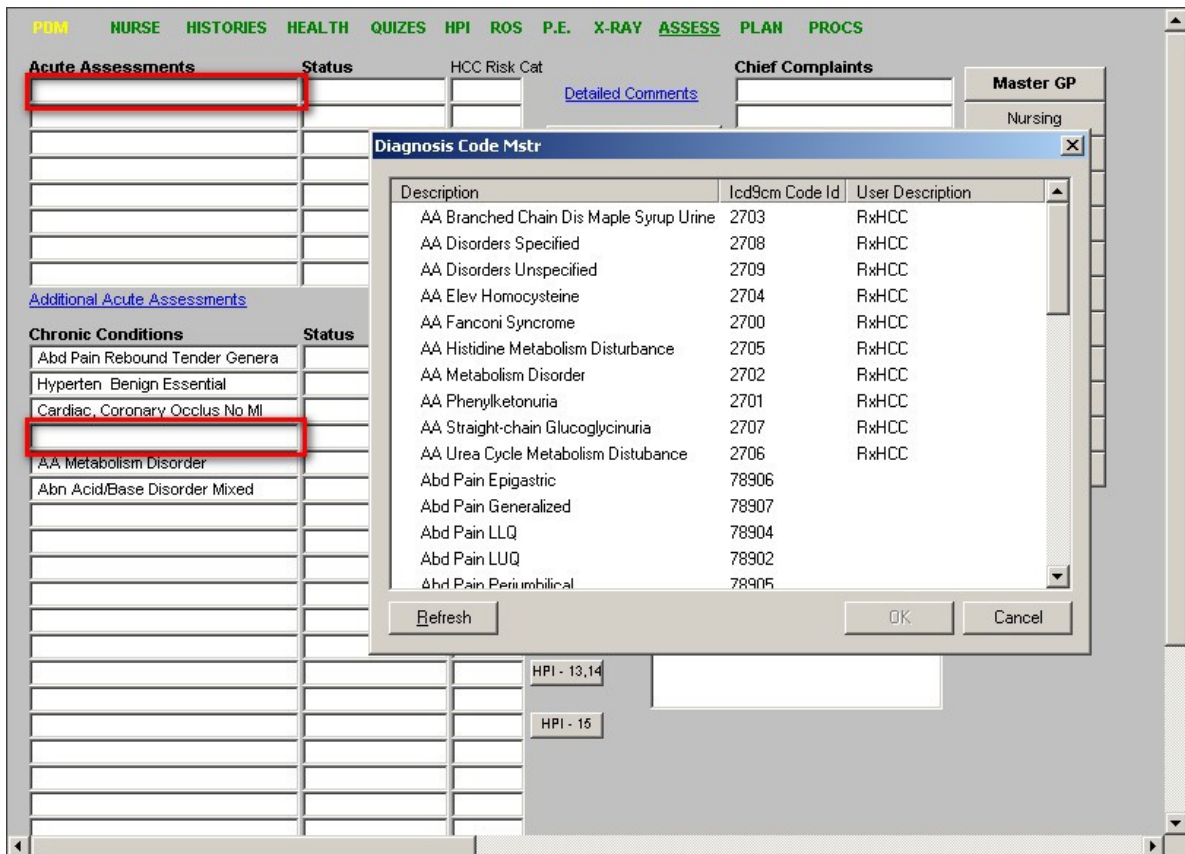 PDM NURSE HISTORIES HEALTH QUIZES HPI ROS P.E. X-RAY ASSESS PLAN PROCS
Acute Assessments Status HCC Risk Cat Chief Complaints
Detailed Comments
Master GP
Nursing
Additional Acute Assessments
Chronic Conditions Status
Abd Pain Rebound Tender Genera
Hyperten Benign Essential
Cardiac, Coronary Occlus No MI
AA Metabolism Disorder
Abn Acid/Base Disorder Mixed
Diagnosis Code Mstr
Description Icd9cm Code Id User Description
AA Branched Chain Dis Maple Syrup Urine 2703 RxHCC
AA Disorders Specified 2708 RxHCC
AA Disorders Unspecified 2709 RxHCC
AA Elev Homocysteine 2704 RxHCC
AA Fanconi Syncrome 2700 RxHCC
AA Histidine Metabolism Disturbance 2705 RxHCC
AA Metabolism Disorder 2702 RxHCC
AA Phenylketonuria 2701 RxHCC
AA Straight-chain Glucoglycinuria 2707 RxHCC
AA Urea Cycle Metabolism Distubance 2706 RxHCC
Abd Pain Epigastric 78906
Abd Pain Generalized 78907
Abd Pain LLQ 78904
Abd Pain LUQ 78902
Abd Pain Periumbilical 78905
Refresh OK Cancel
HPI - 13,14
HPI - 15